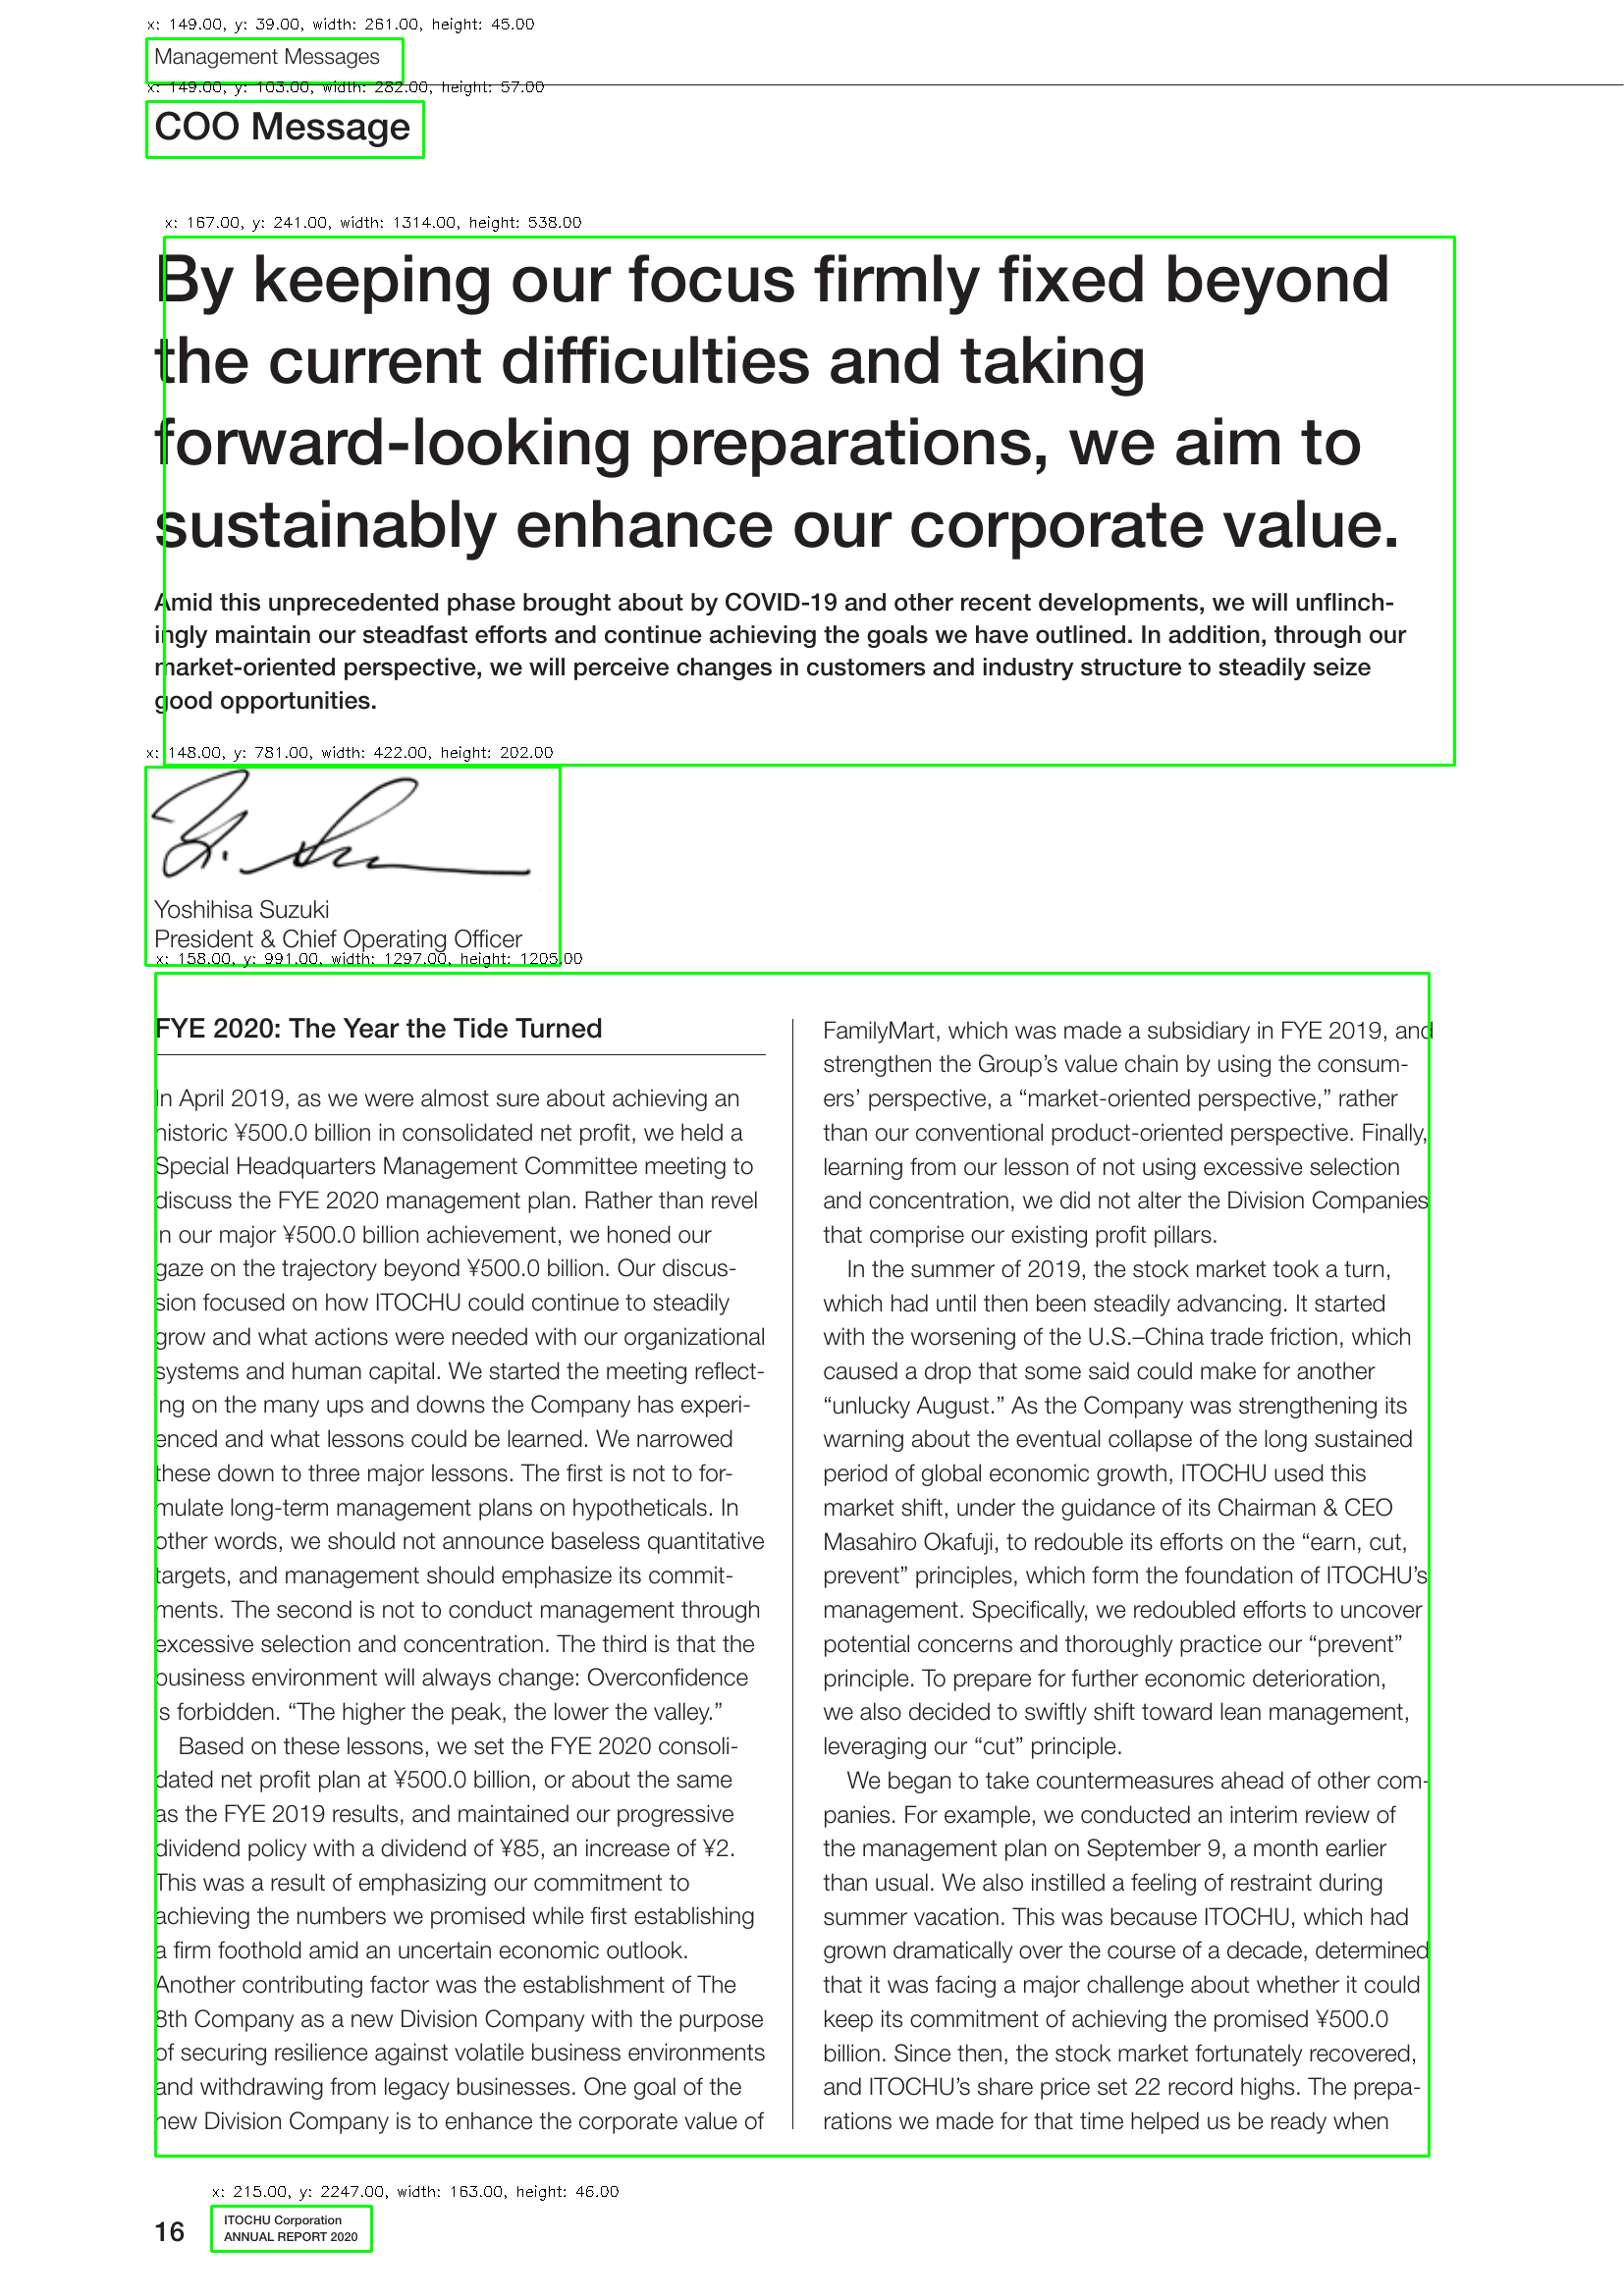 x: 149.00, y: 39.00, width: 261.00, height: 45.00
Management Messages
x: 149.00, y: 103.00, width: 282.00, height: 57.00
COO Message
x: 167.00, y: 241.00, width: 1314.00, height: 538.00
By keeping our focus firmly fixed beyond
the current difficulties and taking
forward-looking preparations, we aim to
sustainably enhance our corporate value.
Amid this unprecedented phase brought about by COVID-19 and other recent developments, we will unflinch-
ingly maintain our steadfast efforts and continue achieving the goals we have outlined. In addition, through our
market-oriented perspective, we will perceive changes in customers and industry structure to steadily seize
good opportunities.
x: 148.00, y: 781.00, width: 422.00, height: 202.00
Yoshihisa Suzuki
President & Chief Operating Officer
x: 158.00, y: 991.00, width: 1297.00, height: 1205.00
FYE 2020: The Year the Tide Turned
In April 2019, as we were almost sure about achieving an
historic ¥500.0 billion in consolidated net profit, we held a
Special Headquarters Management Committee meeting to
discuss the FYE 2020 management plan. Rather than revel
in our major ¥500.0 billion achievement, we honed our
gaze on the trajectory beyond ¥500.0 billion. Our discus-
sion focused on how ITOCHU could continue to steadily
grow and what actions were needed with our organizational
systems and human capital. We started the meeting reflect-
ing on the many ups and downs the Company has experi-
enced and what lessons could be learned. We narrowed
these down to three major lessons. The first is not to for-
mulate long-term management plans on hypotheticals. In
other words, we should not announce baseless quantitative
targets, and management should emphasize its commit-
ments. The second is not to conduct management through
excessive selection and concentration. The third is that the
business environment will always change: Overconfidence
is forbidden. “The higher the peak, the lower the valley.”
Based on these lessons, we set the FYE 2020 consoli-
dated net profit plan at ¥500.0 billion, or about the same
as the FYE 2019 results, and maintained our progressive
dividend policy with a dividend of ¥85, an increase of ¥2.
This was a result of emphasizing our commitment to
achieving the numbers we promised while first establishing
a firm foothold amid an uncertain economic outlook.
Another contributing factor was the establishment of The
8th Company as a new Division Company with the purpose
of securing resilience against volatile business environments
and withdrawing from legacy businesses. One goal of the
new Division Company is to enhance the corporate value of
FamilyMart, which was made a subsidiary in FYE 2019, and
strengthen the Group’s value chain by using the consum-
ers’ perspective, a “market-oriented perspective,” rather
than our conventional product-oriented perspective. Finally,
learning from our lesson of not using excessive selection
and concentration, we did not alter the Division Companies
that comprise our existing profit pillars.
In the summer of 2019, the stock market took a turn,
which had until then been steadily advancing. It started
with the worsening of the U.S.–China trade friction, which
caused a drop that some said could make for another
“unlucky August.” As the Company was strengthening its
warning about the eventual collapse of the long sustained
period of global economic growth, ITOCHU used this
market shift, under the guidance of its Chairman & CEO
Masahiro Okafuji, to redouble its efforts on the “earn, cut,
prevent” principles, which form the foundation of ITOCHU’s
management. Specifically, we redoubled efforts to uncover
potential concerns and thoroughly practice our “prevent”
principle. To prepare for further economic deterioration,
we also decided to swiftly shift toward lean management,
leveraging our “cut” principle.
We began to take countermeasures ahead of other com-
panies. For example, we conducted an interim review of
the management plan on September 9, a month earlier
than usual. We also instilled a feeling of restraint during
summer vacation. This was because ITOCHU, which had
grown dramatically over the course of a decade, determined
that it was facing a major challenge about whether it could
keep its commitment of achieving the promised ¥500.0
billion. Since then, the stock market fortunately recovered,
and ITOCHU’s share price set 22 record highs. The prepa-
rations we made for that time helped us be ready when
x: 215.00, y: 2247.00, width: 163.00, height: 46.00
16
ITOCHU Corporation
ANNUAL REPORT 2020